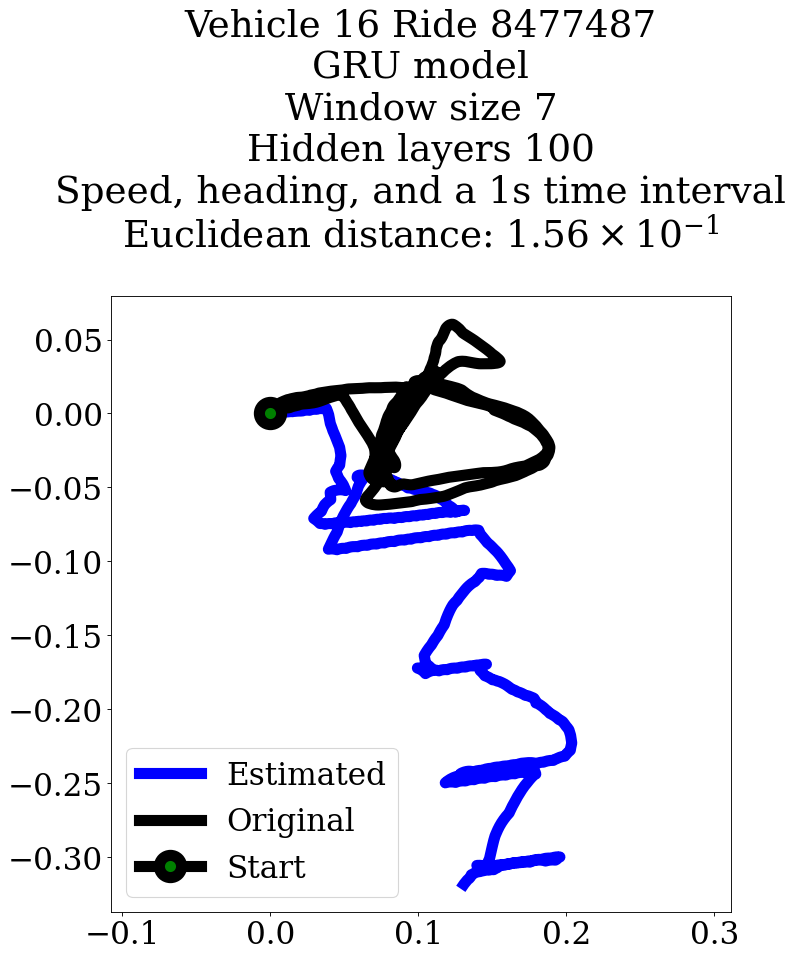 Vehicle 16 Ride 8477487
GRU model
Window size 7
Hidden layers 100
Speed, heading, and a 1s time interval
Euclidean distance: 1.56 × 10⁻¹
0.05
0.00
−0.05
−0.10
−0.15
−0.20
−0.25
−0.30
Estimated
Original
Start
−0.1 0.0 0.1 0.2 0.3